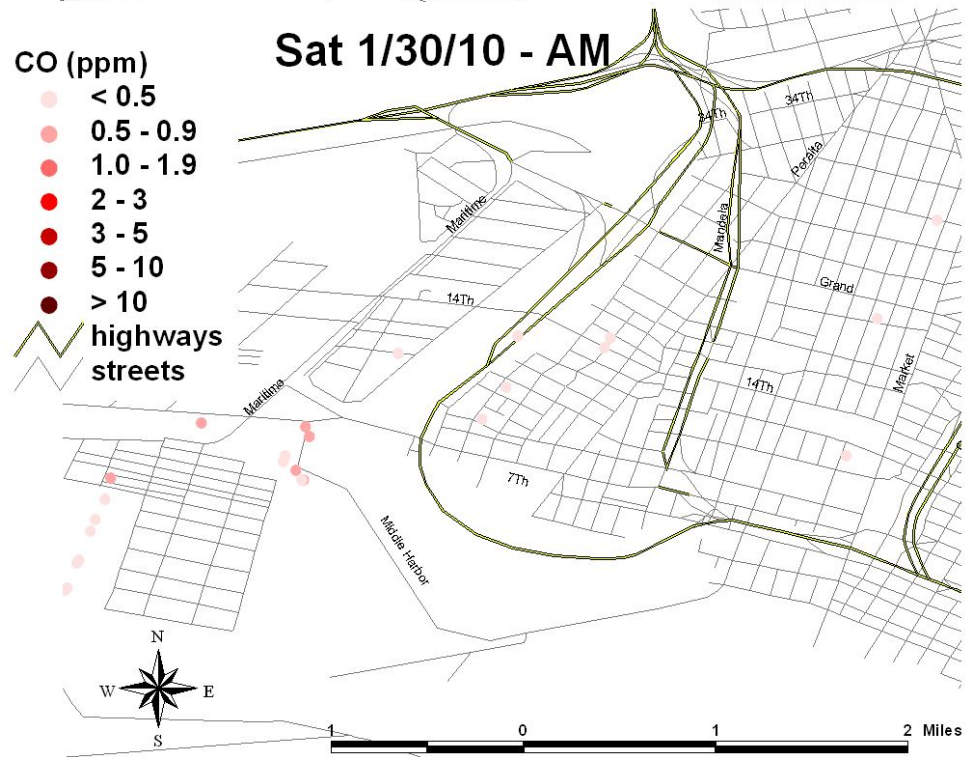 Sat 1/30/10 - AM
CO (ppm)
< 0.5
0.5 - 0.9
1.0 - 1.9
2 - 3
3 - 5
5 - 10
> 10
highways
streets
34Th
34Th
Peralta
Maritime
Mandela
Grand
14Th
Market
14Th
Maritime
7Th
Middle Harbor
N
W
E
S
1
0
1
2
Miles